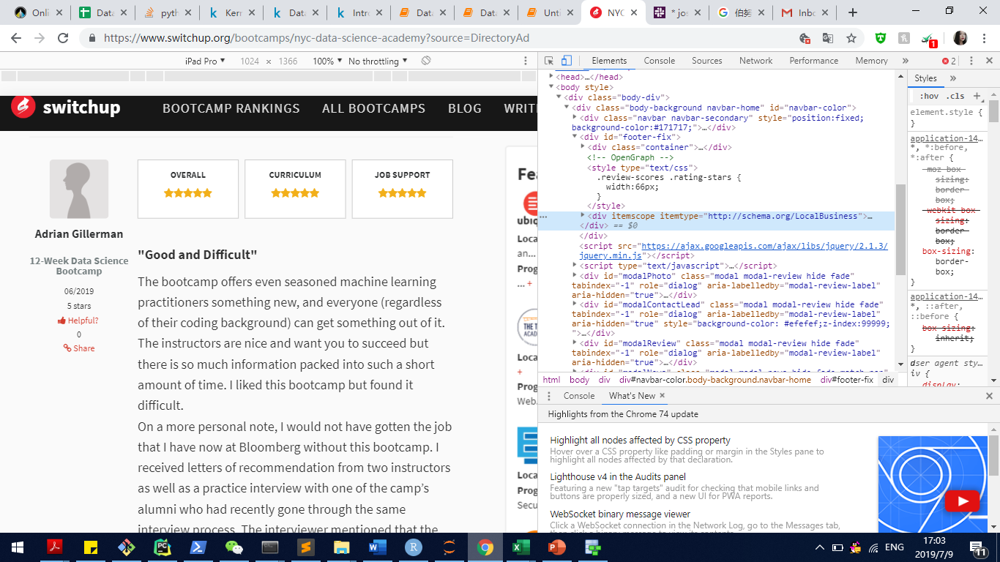 Onli
Data
pyth
Kern
Data
Intro
Data
Data
Unti
NYC
* jos
伯努
Inbo
https://www.switchup.org/bootcamps/nyc-data-science-academy?source=DirectoryAd
1
iPad Pro ▼ 1024 × 1366 100% ▼ No throttling ▼
Elements Console Sources Network Performance Memory » 2
switchup BOOTCAMP RANKINGS ALL BOOTCAMPS BLOG WRIT
OVERALL CURRICULUM JOB SUPPORT
Adrian Gillerman
12-Week Data Science
Bootcamp
06/2019
5 stars
Helpful?
0
Share
"Good and Difficult"
The bootcamp offers even seasoned machine learning
practitioners something new, and everyone (regardless
of their coding background) can get something out of it.
The instructors are nice and want you to succeed but
there is so much information packed into such a short
amount of time. I liked this bootcamp but found it
difficult.
On a more personal note, I would not have gotten the job
that I have now at Bloomberg without this bootcamp. I
received letters of recommendation from two instructors
as well as a practice interview with one of the camp's
alumni who had recently gone through the same
interview process. The interviewer mentioned that the
Fea
ubiq
Loca
an...
Prog
... +
THE T
ACAD
Loca
+
Prog
Web.
Loca
Prog
Secu
<head>…</head>
<body style>
<div class="body-div">
<div class="body-background navbar-home" id="navbar-color">
<div class="navbar navbar-secondary" style="position:fixed;
background-color:#171717;">…</div>
<div id="footer-fix">
<div class="container">…</div>
<!-- OpenGraph -->
<style type="text/css">
.review-scores .rating-stars {
width:66px;
}
</style>
<div itemscope itemtype="http://schema.org/LocalBusiness">…
</div> == $0
</div>
<script src="https://ajax.googleapis.com/ajax/libs/jquery/2.1.3/
jquery.min.js"></script>
<script type="text/javascript">…</script>
<div id="modalPhoto" class="modal modal-review hide fade"
tabindex="-1" role="dialog" aria-labelledby="modal-review-label"
aria-hidden="true">…</div>
<div id="modalContactLead" class="modal modal-review hide fade"
tabindex="-1" role="dialog" aria-labelledby="modal-review-label"
aria-hidden="true" style="background-color: #efefef;z-index:99999;
">…</div>
<div id="modalReview" class="modal modal-review hide fade"
tabindex="-1" role="dialog" aria-labelledby="modal-review-label"
aria-hidden="true">…</div>
html body div div#navbar-color.body-background.navbar-home div#footer-fix div
Styles »
:hov .cls +
element.style {
}
application-14…
*, *:before,
*:after {
-moz-box-
sizing:
border-
box;
-webkit-box-
sizing:
border-
box;
box-sizing:
border-
box;
}
application-14…
*, ::after,
::before {
box-sizing:
inherit;
}
user agent sty…
div {
display:
Console What's New ×
Highlights from the Chrome 74 update
Highlight all nodes affected by CSS property
Hover over a CSS property like padding or margin in the Styles pane to
highlight all nodes affected by that declaration.
Lighthouse v4 in the Audits panel
Featuring a new "tap targets" audit for checking that mobile links and
buttons are properly sized, and a new UI for PWA reports.
WebSocket binary message viewer
Click a WebSocket connection in the Network Log, go to the Messages tab,
ENG
17:03
2019/7/9
11